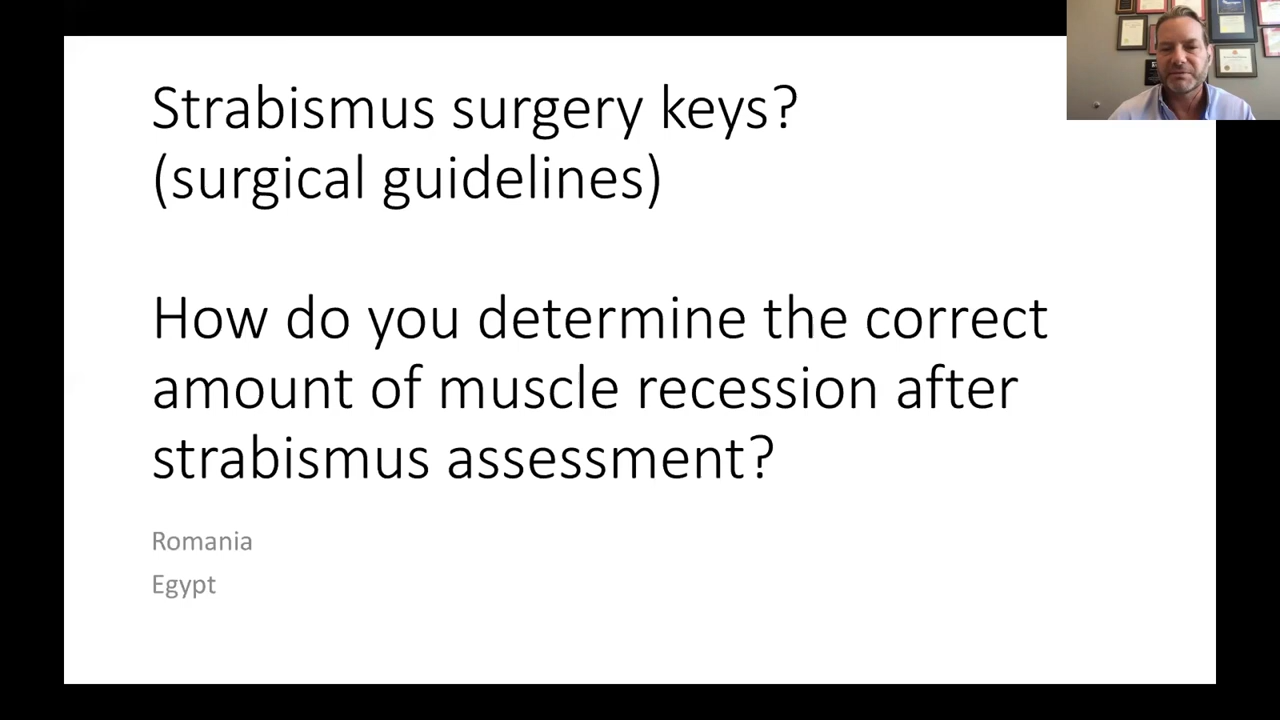 Strabismus surgery keys?
(surgical guidelines)
How do you determine the correct
amount of muscle recession after
strabismus assessment?
Romania
Egypt